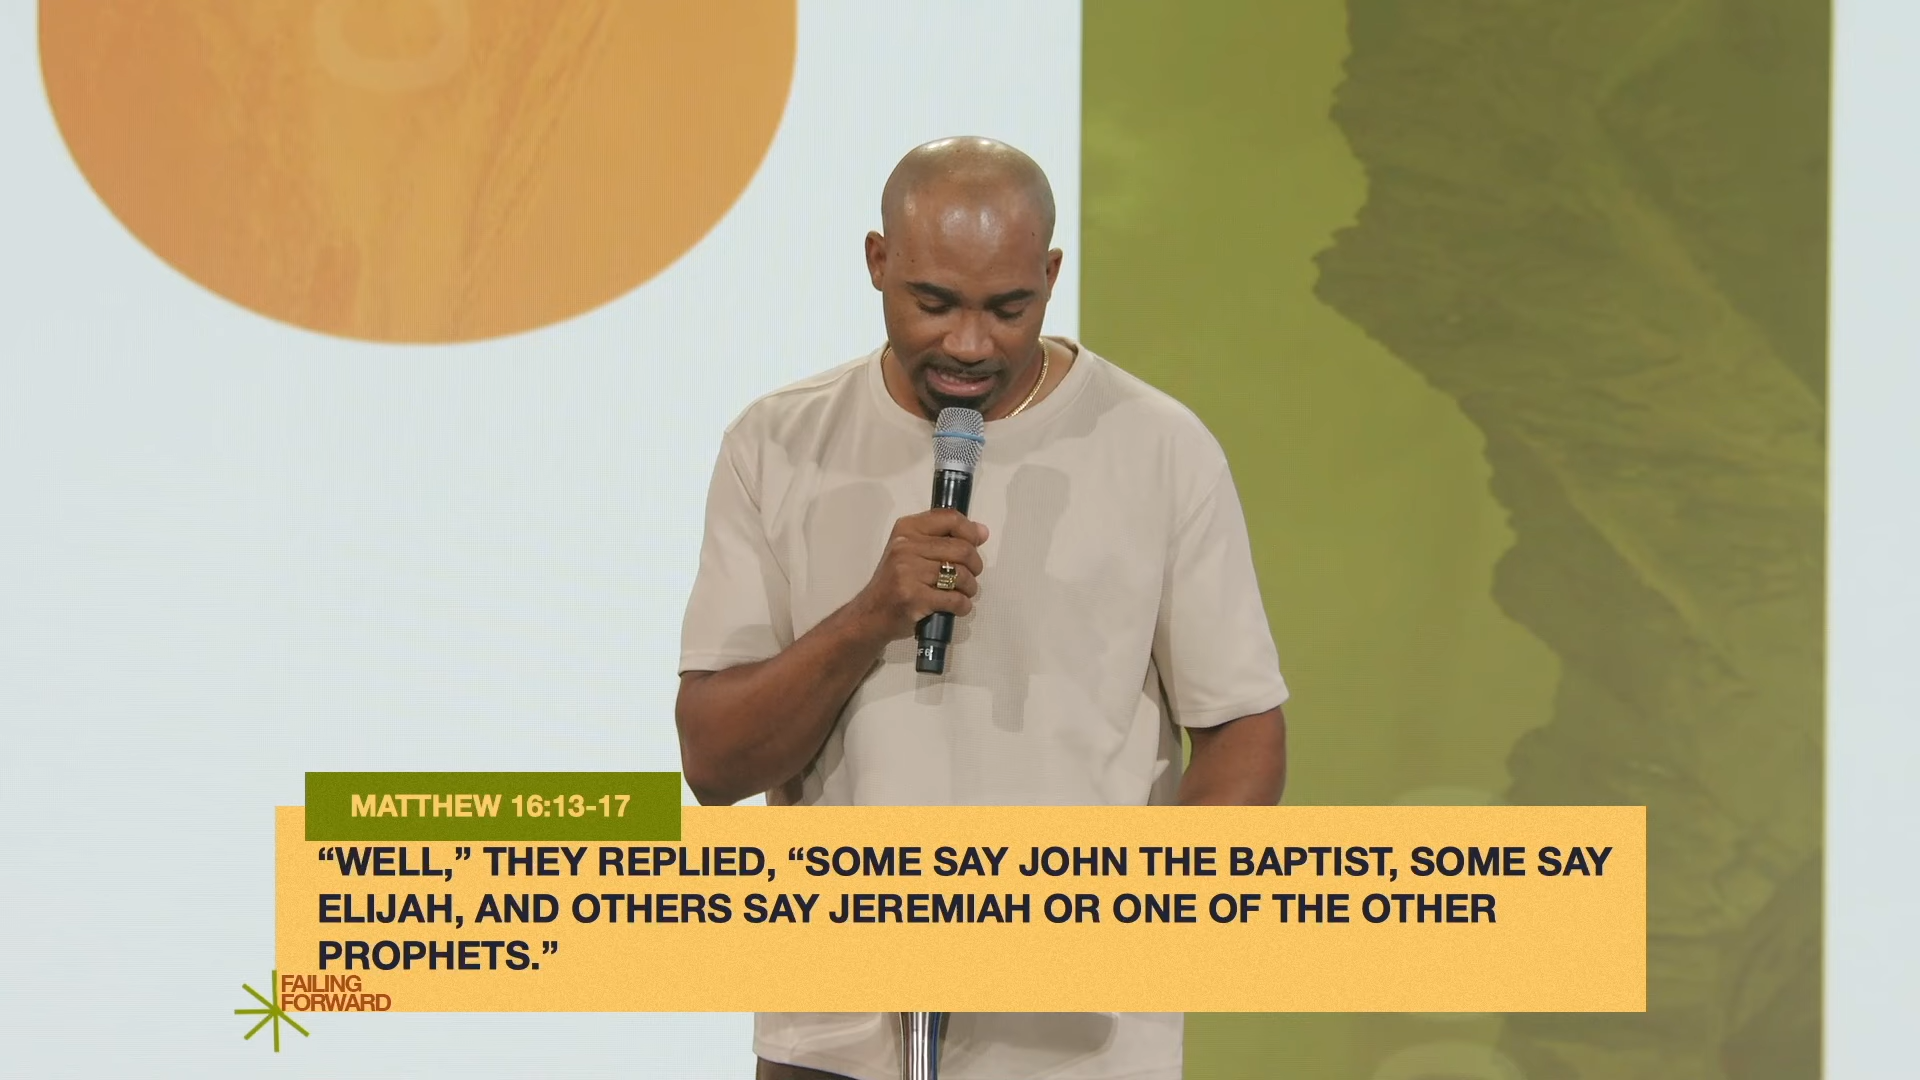 MATTHEW 16:13-17
“WELL,” THEY REPLIED, “SOME SAY JOHN THE BAPTIST, SOME SAY
ELIJAH, AND OTHERS SAY JEREMIAH OR ONE OF THE OTHER
PROPHETS.”
FAILING
FORWARD